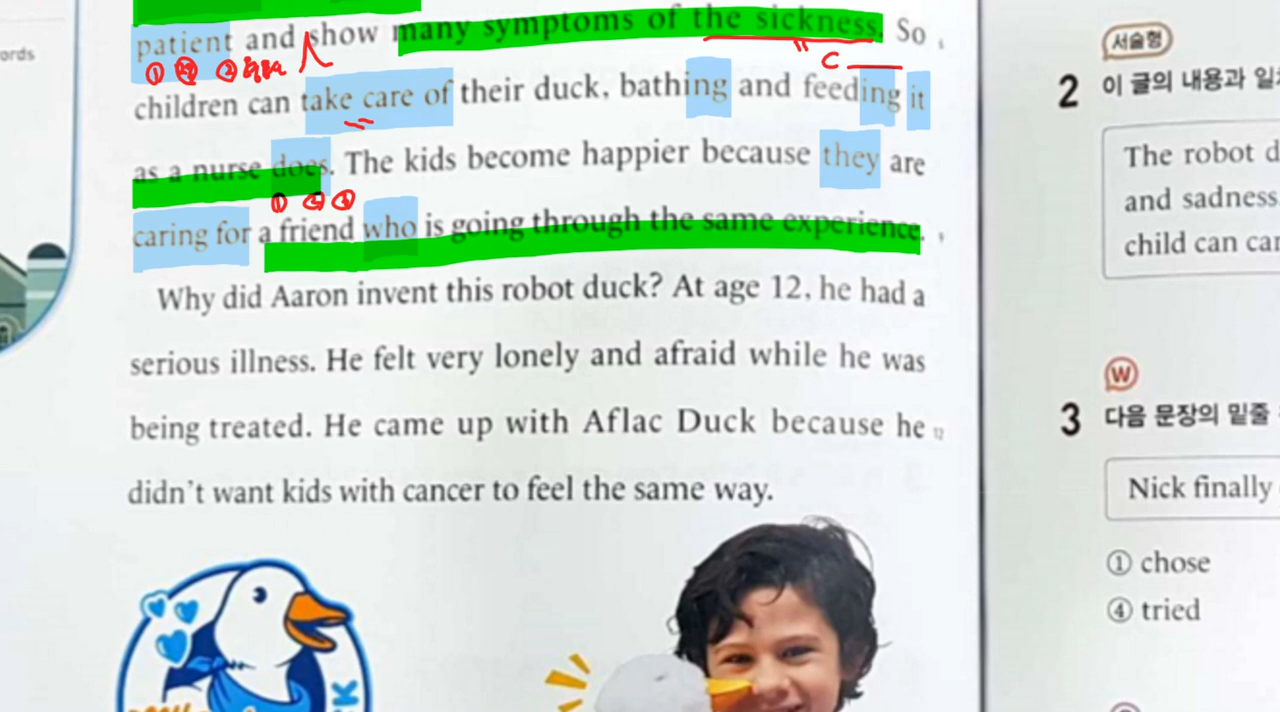 ords
patient and show many symptoms of the sickness. So
① ② ③
C
children can take care of their duck, bathing and feeding it
as a nurse does. The kids become happier because they are
①
caring for a friend who is going through the same experience.
Why did Aaron invent this robot duck? At age 12, he had a
serious illness. He felt very lonely and afraid while he was
being treated. He came up with Aflac Duck because he
12
didn't want kids with cancer to feel the same way.
서술형
2 이 글의 내용과 일
The robot d
and sadness
child can car
W
3 다음 문장의 밑줄
Nick finally
① chose
④ tried